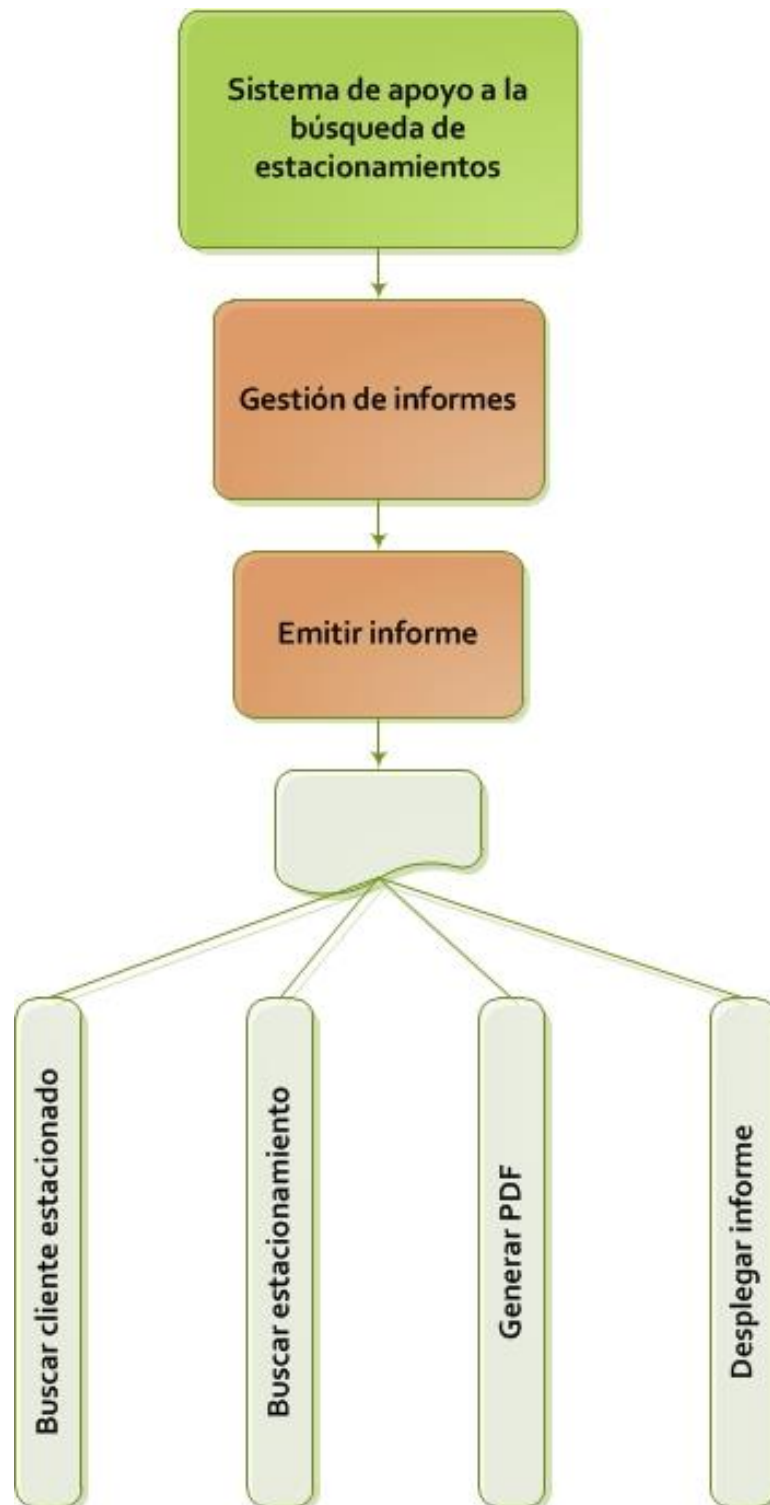 Sistema de apoyo a la
búsqueda de
estacionamientos
Gestión de informes
Emitir informe
Buscar cliente estacionado
Buscar estacionamiento
Generar PDF
Desplegar informe